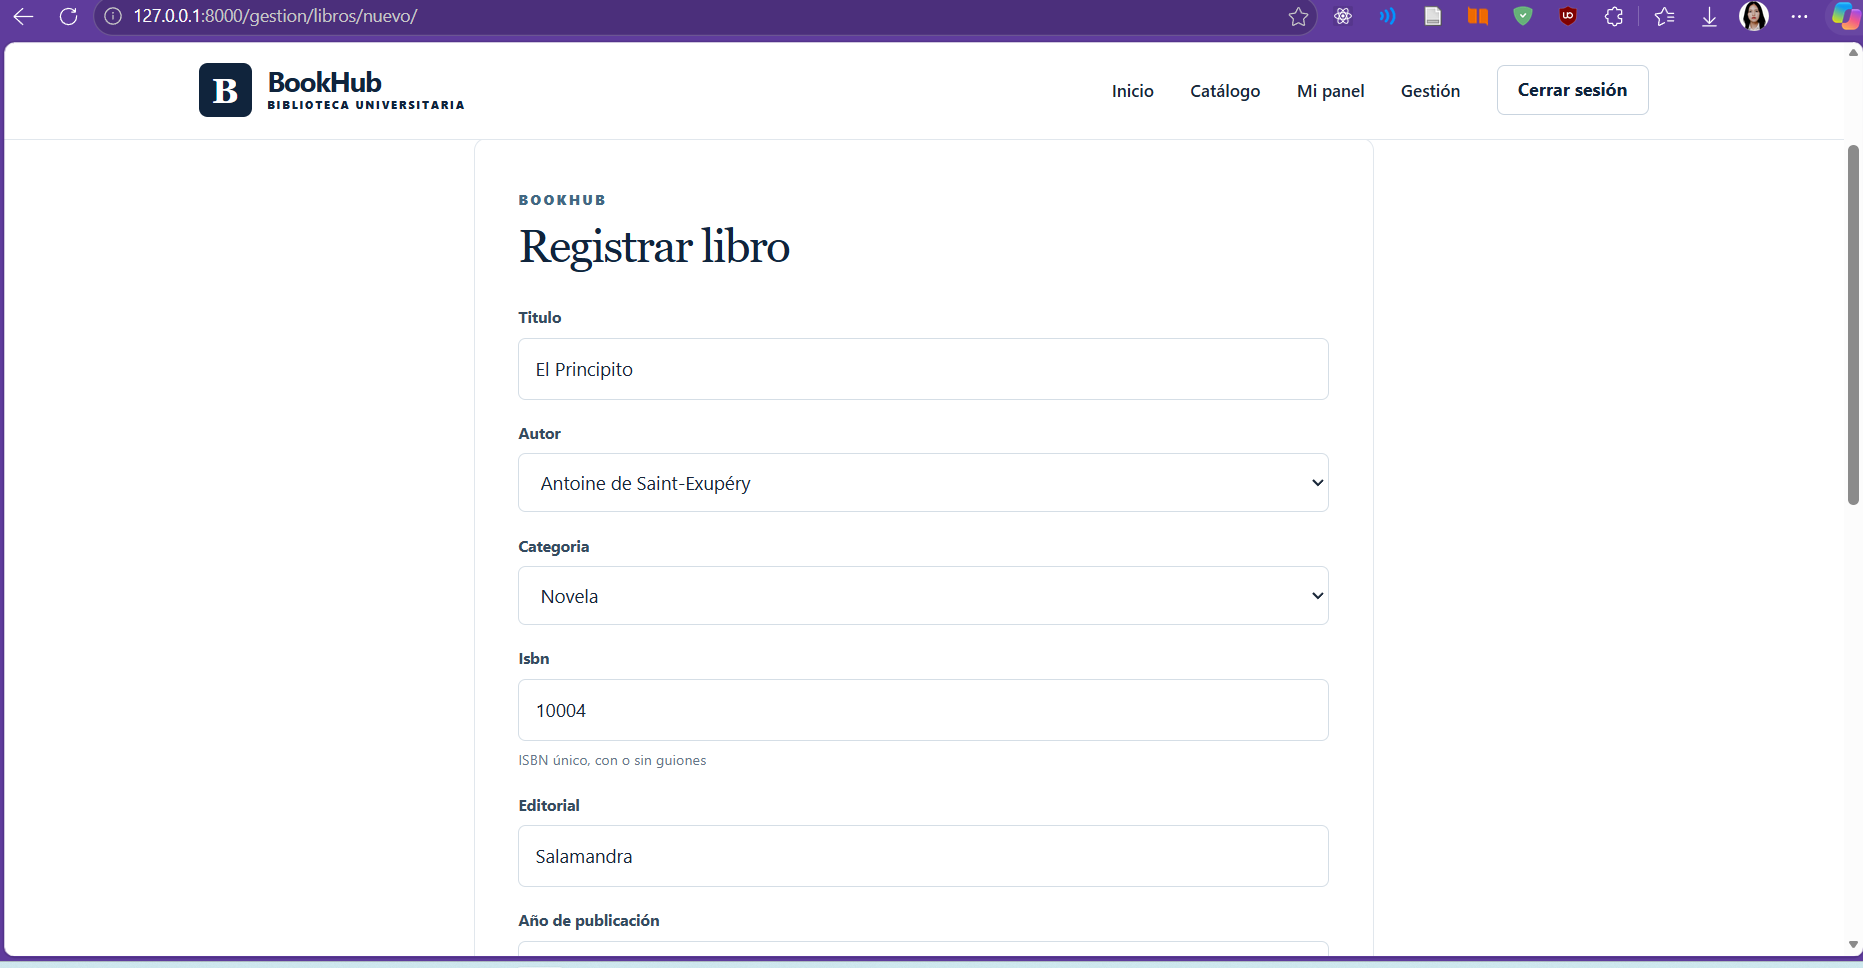 127.0.0.1:8000/gestion/libros/nuevo/
B
BookHub
BIBLIOTECA UNIVERSITARIA
Inicio
Catálogo
Mi panel
Gestión
Cerrar sesión
BOOKHUB
Registrar libro
Titulo
El Principito
Autor
Antoine de Saint-Exupéry
Categoria
Novela
Isbn
10004
ISBN único, con o sin guiones
Editorial
Salamandra
Año de publicación